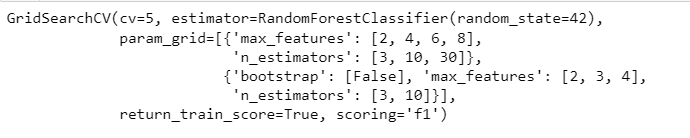 GridSearchCV(cv=5, estimator=RandomForestClassifier(random_state=42),
             param_grid=[{'max_features': [2, 4, 6, 8],
                          'n_estimators': [3, 10, 30]},
                         {'bootstrap': [False], 'max_features': [2, 3, 4],
                          'n_estimators': [3, 10]}],
             return_train_score=True, scoring='f1')